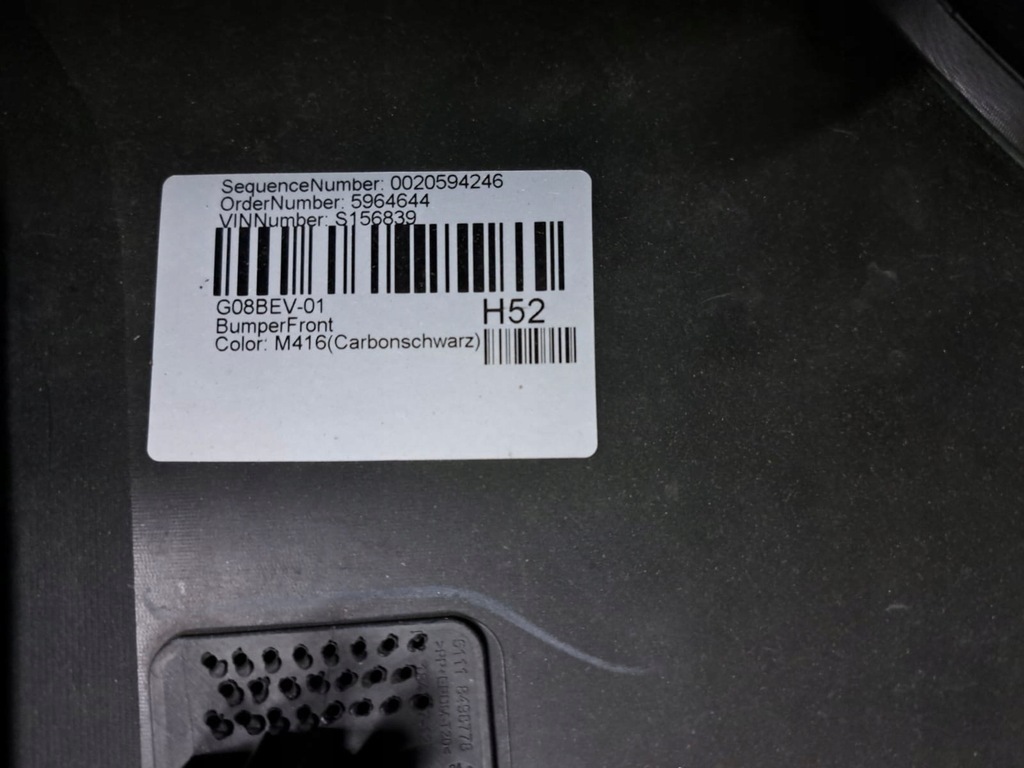 SequenceNumber: 0020594246
OrderNumber: 5964644
VINNumber: S156839
G08BEV-01
H52
BumperFront
Color: M416(Carbonschwarz)